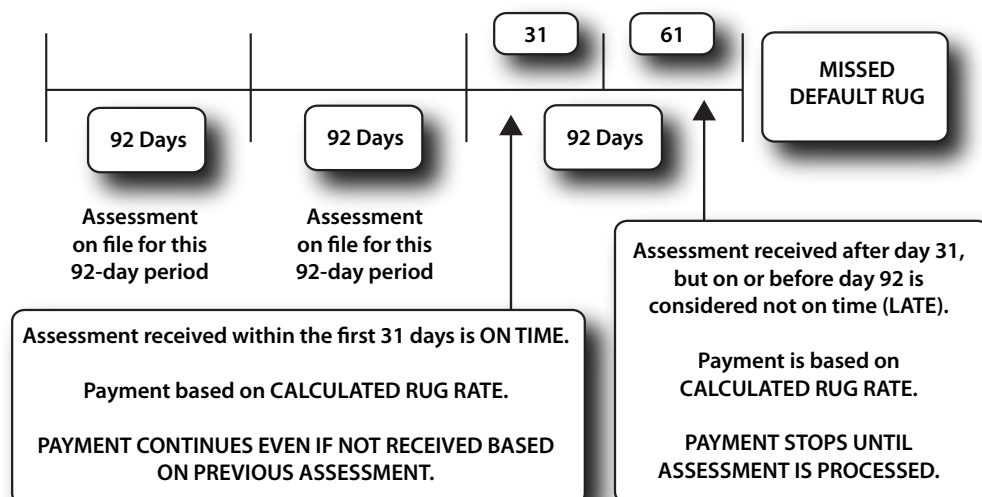 31
61
MISSED
DEFAULT RUG
92 Days
92 Days
92 Days
Assessment
on file for this
92-day period
Assessment
on file for this
92-day period
Assessment received within the first 31 days is ON TIME.
Payment based on CALCULATED RUG RATE.
PAYMENT CONTINUES EVEN IF NOT RECEIVED BASED
ON PREVIOUS ASSESSMENT.
Assessment received after day 31,
but on or before day 92 is
considered not on time (LATE).
Payment is based on
CALCULATED RUG RATE.
PAYMENT STOPS UNTIL
ASSESSMENT IS PROCESSED.